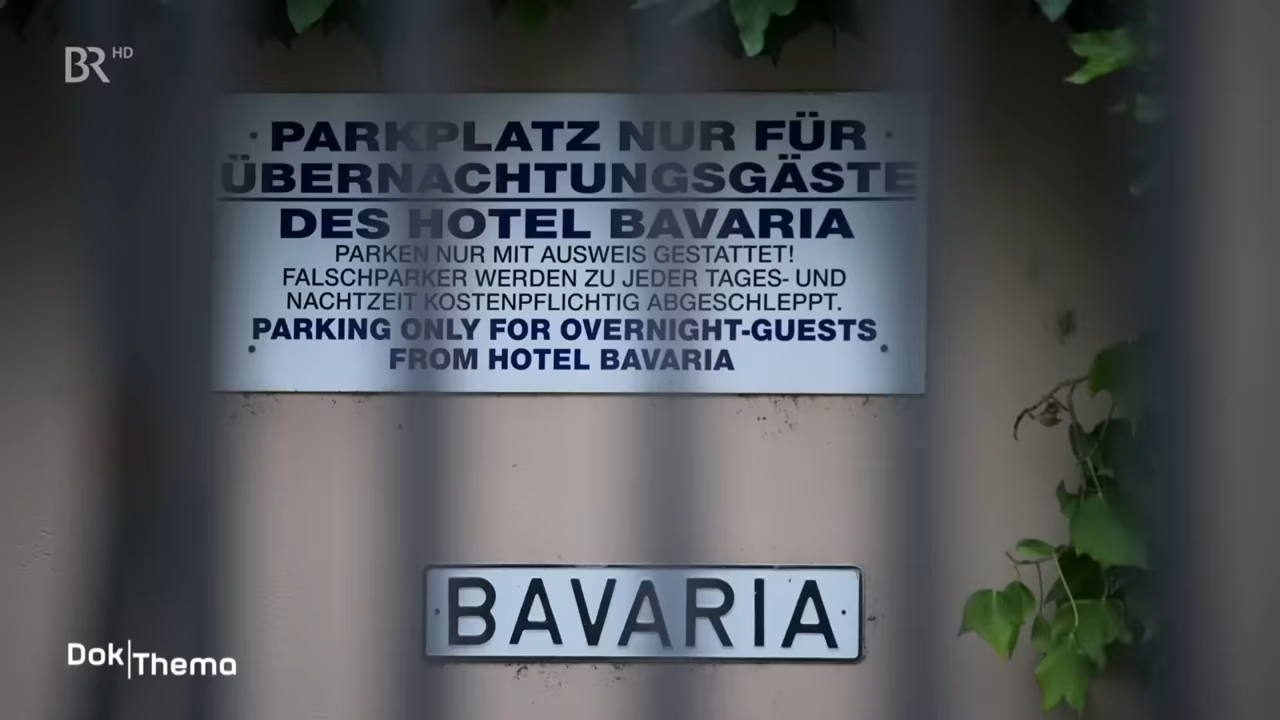 BR HD
PARKPLATZ NUR FÜR
ÜBERNACHTUNGSGÄSTE
DES HOTEL BAVARIA
PARKEN NUR MIT AUSWEIS GESTATTET!
FALSCHPARKER WERDEN ZU JEDER TAGES- UND
NACHTZEIT KOSTENPFLICHTIG ABGESCHLEPPT.
PARKING ONLY FOR OVERNIGHT-GUESTS
FROM HOTEL BAVARIA
BAVARIA
Dok|Thema